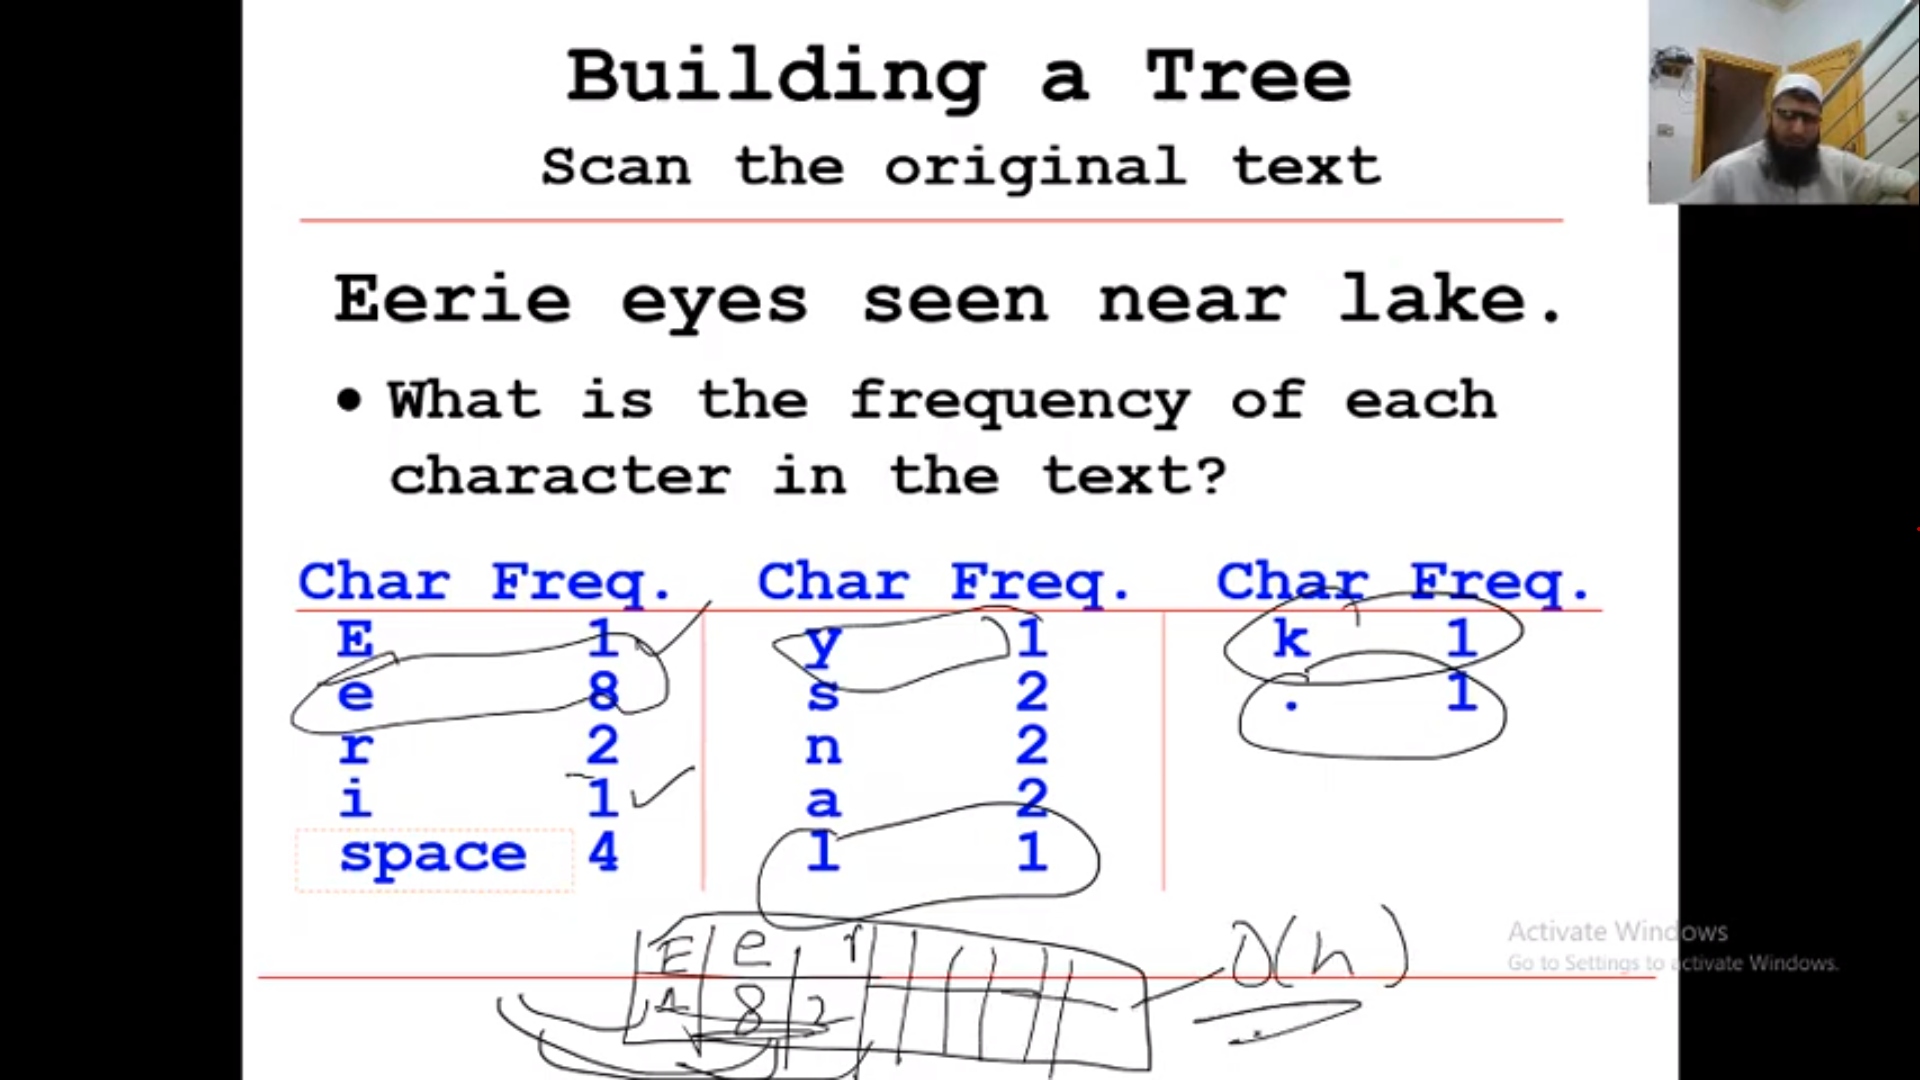 Building a Tree
Scan the original text
Eerie eyes seen near lake.
• What is the frequency of each
character in the text?
Char Freq. Char Freq. Char Freq.
E 1 y 1 k 1
e 8 s 2 . 1
r 2 n 2
i 1 a 2
space 4 l 1
E e r
1 8 2
O(n)
Activate Windows
Go to Settings to activate Windows.